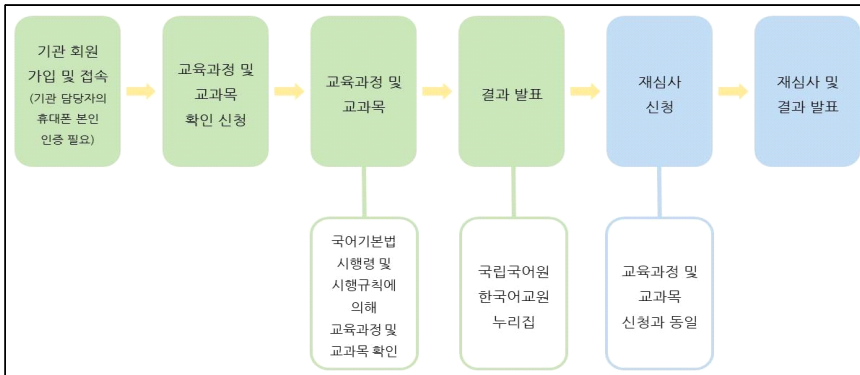 기관 회원
가입 및 접속
(기관 담당자의
휴대폰 본인
인증 필요)
교육과정 및
교과목
확인 신청
교육과정 및
교과목
결과 발표
재심사
신청
재심사 및
결과 발표
국어기본법
시행령 및
시행규칙에
의해
교육과정 및
교과목 확인
국립국어원
한국어교원
누리집
교육과정 및
교과목
신청과 동일